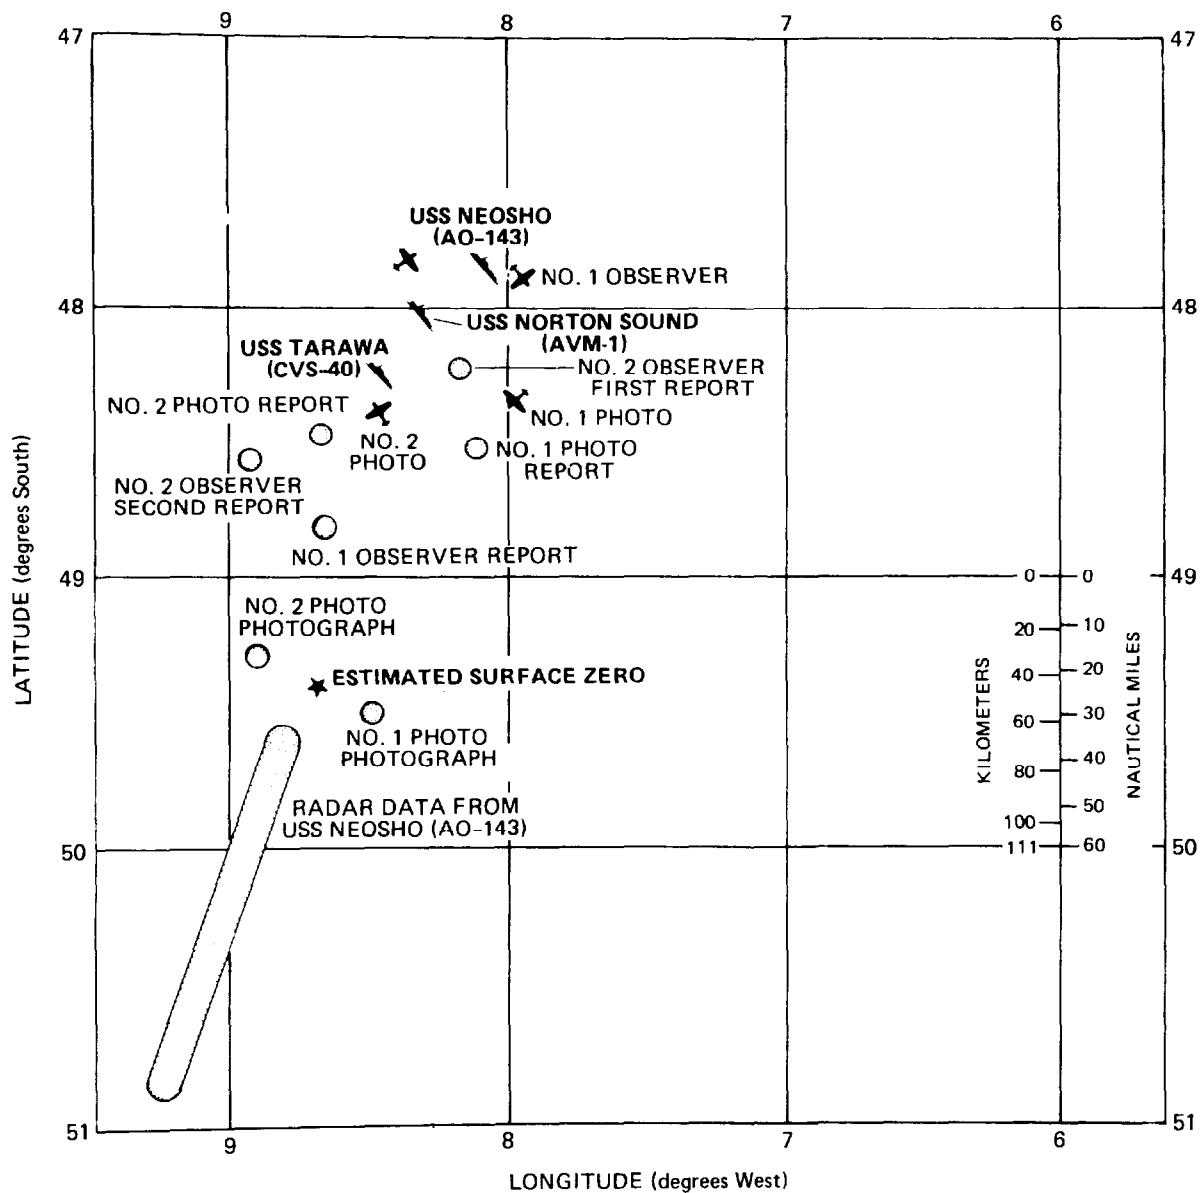 9 8 7 6
47 47
USS NEOSHO
(AO-143)
NO. 1 OBSERVER
48 48
USS NORTON SOUND
(AVM-1)
USS TARAWA
(CVS-40)
NO. 2 OBSERVER
FIRST REPORT
NO. 2 PHOTO REPORT
NO. 1 PHOTO
NO. 2
PHOTO
NO. 1 PHOTO
REPORT
NO. 2 OBSERVER
SECOND REPORT
NO. 1 OBSERVER REPORT
49 49
NO. 2 PHOTO
PHOTOGRAPH
ESTIMATED SURFACE ZERO
NO. 1 PHOTO
PHOTOGRAPH
RADAR DATA FROM
USS NEOSHO (AO-143)
0 0
20 10
40 20
60 30
80 40
100 50
111 60
KILOMETERS
NAUTICAL MILES
50 50
51 51
9 8 7 6
LATITUDE (degrees South)
LONGITUDE (degrees West)